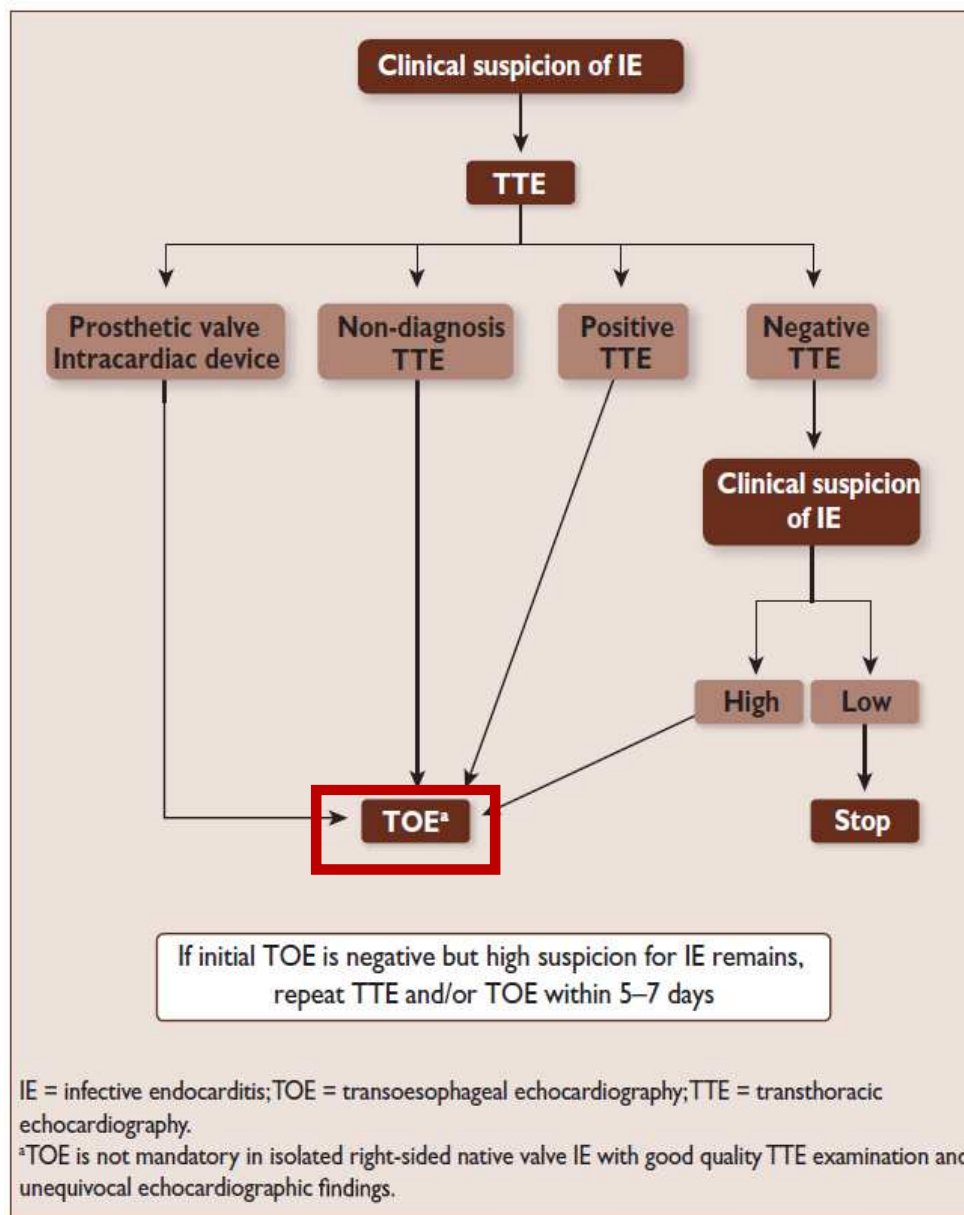 Clinical suspicion of IE
TTE
Prosthetic valve
Intracardiac device
Non-diagnosis
TTE
Positive
TTE
Negative
TTE
Clinical suspicion
of IE
High
Low
TOEᵃ
Stop
If initial TOE is negative but high suspicion for IE remains,
repeat TTE and/or TOE within 5–7 days
IE = infective endocarditis; TOE = transoesophageal echocardiography; TTE = transthoracic
echocardiography.
ᵃTOE is not mandatory in isolated right-sided native valve IE with good quality TTE examination and
unequivocal echocardiographic findings.